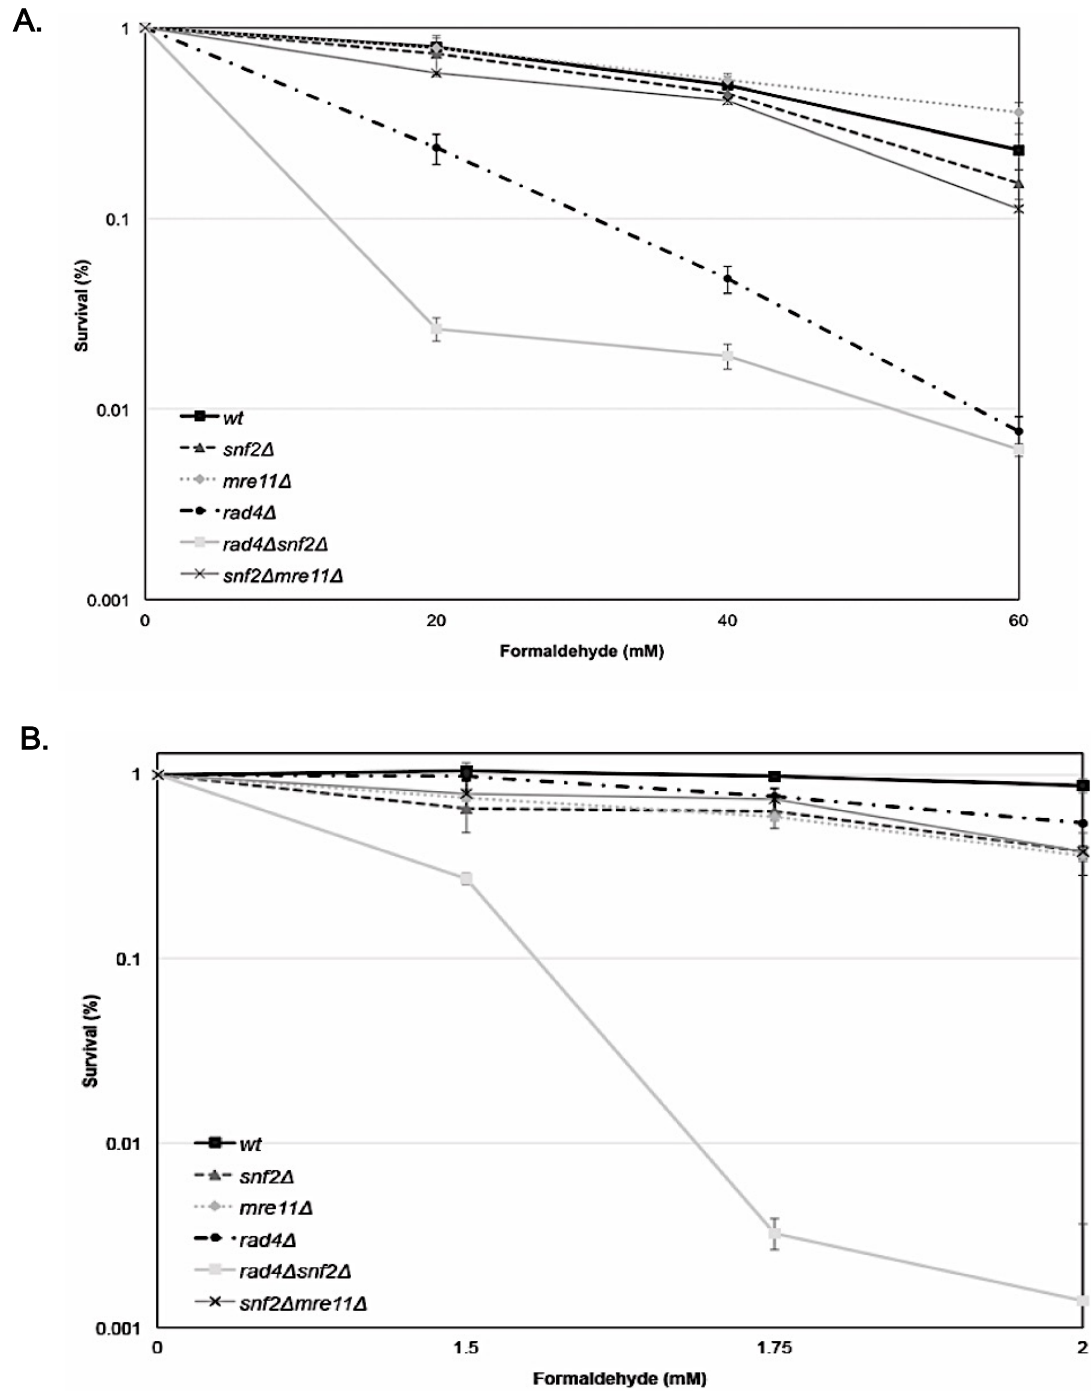 A.
1
0.1
0.01
0.001
Survival (%)
wt
snf2Δ
mre11Δ
rad4Δ
rad4Δsnf2Δ
snf2Δmre11Δ
0 20 40 60
Formaldehyde (mM)
B.
1
0.1
0.01
0.001
Survival (%)
wt
snf2Δ
mre11Δ
rad4Δ
rad4Δsnf2Δ
snf2Δmre11Δ
0 1.5 1.75 2
Formaldehyde (mM)